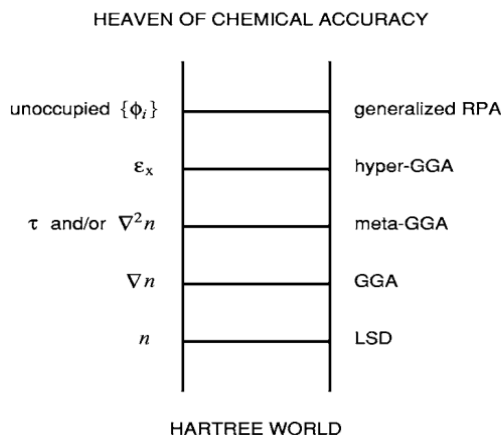 HEAVEN OF CHEMICAL ACCURACY
unoccupied {ϕᵢ} generalized RPA
εₓ hyper-GGA
τ and/or ∇²n meta-GGA
∇n GGA
n LSD
HARTREE WORLD